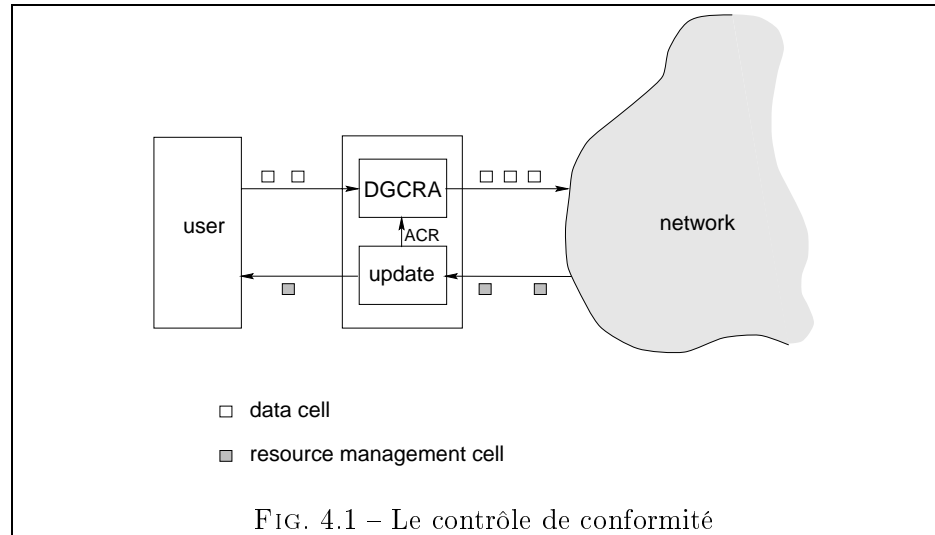 DGCRA
user
network
ACR
update
data cell
resource management cell
FIG. 4.1 – Le contrôle de conformité